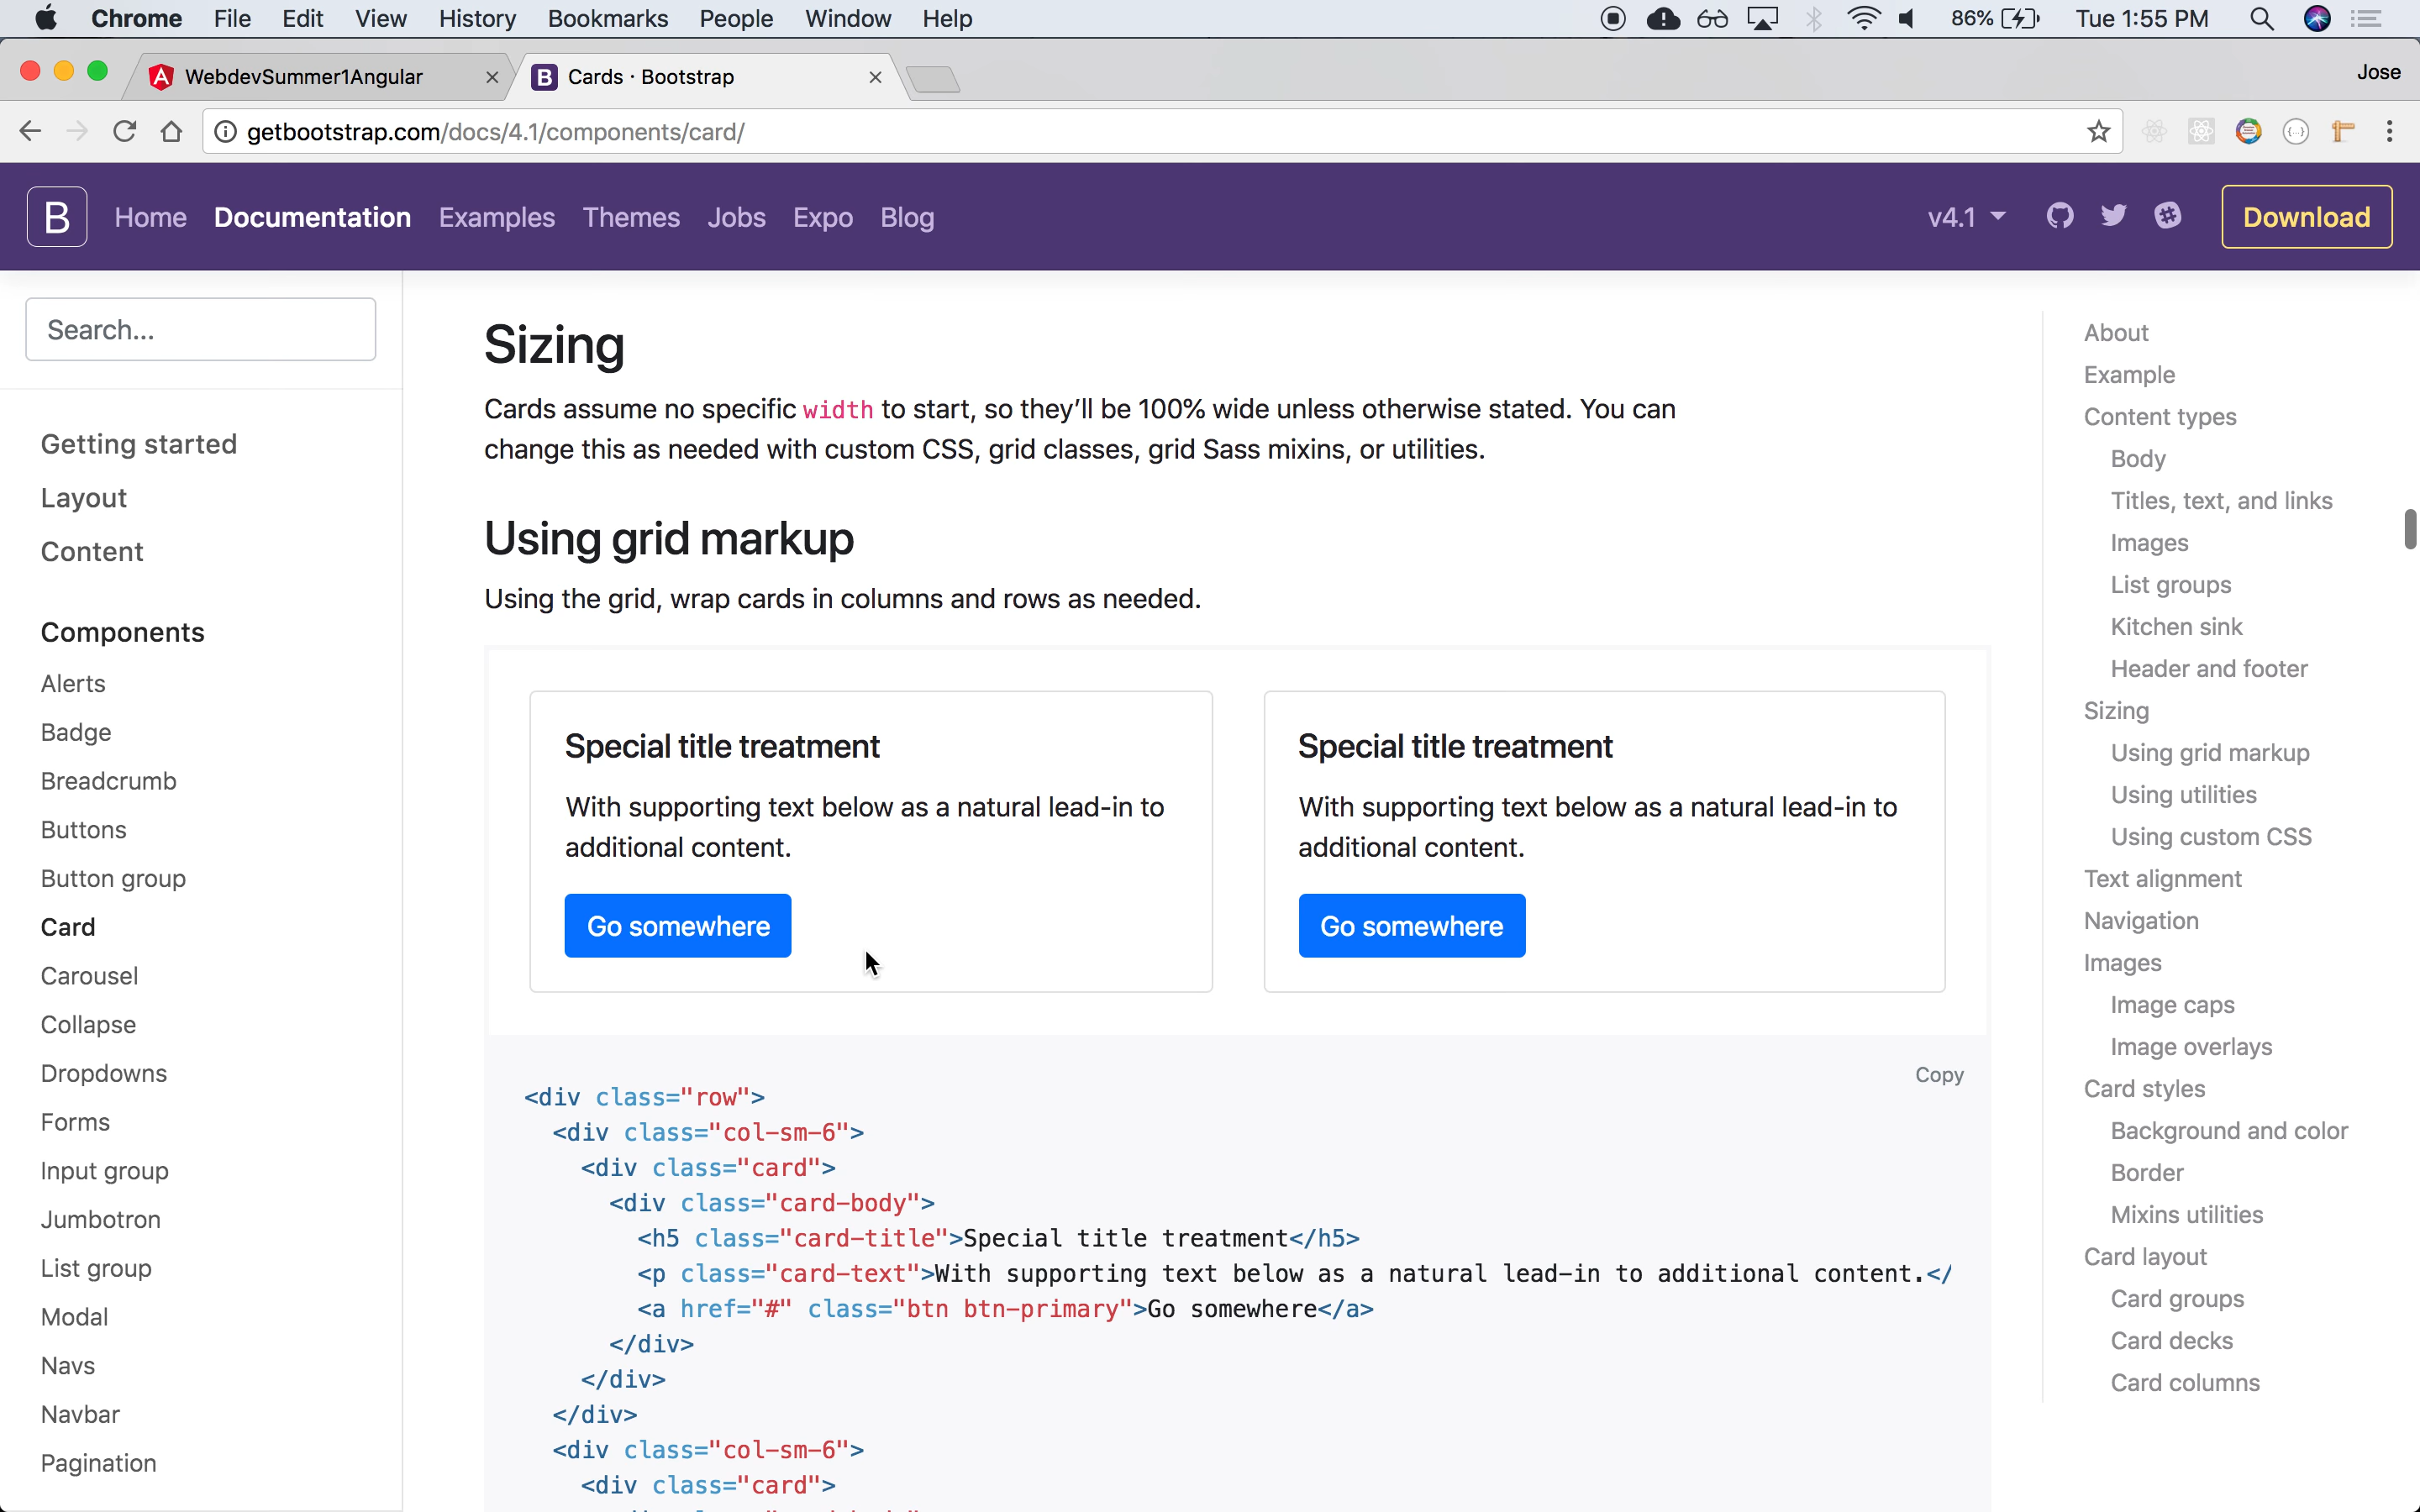 Chrome File Edit View History Bookmarks People Window Help 86% Tue 1:55 PM
WebdevSummer1Angular Cards · Bootstrap Jose
getbootstrap.com/docs/4.1/components/card/
B Home Documentation Examples Themes Jobs Expo Blog v4.1 Download
Search...
Getting started
Layout
Content
Components
Alerts
Badge
Breadcrumb
Buttons
Button group
Card
Carousel
Collapse
Dropdowns
Forms
Input group
Jumbotron
List group
Modal
Navs
Navbar
Pagination
Sizing
Cards assume no specific width to start, so they’ll be 100% wide unless otherwise stated. You can
change this as needed with custom CSS, grid classes, grid Sass mixins, or utilities.
Using grid markup
Using the grid, wrap cards in columns and rows as needed.
Special title treatment
With supporting text below as a natural lead-in to
additional content.
Go somewhere
Special title treatment
With supporting text below as a natural lead-in to
additional content.
Go somewhere
Copy
<div class="row">
<div class="col-sm-6">
<div class="card">
<div class="card-body">
<h5 class="card-title">Special title treatment</h5>
<p class="card-text">With supporting text below as a natural lead-in to additional content.</
<a href="#" class="btn btn-primary">Go somewhere</a>
</div>
</div>
</div>
<div class="col-sm-6">
<div class="card">
About
Example
Content types
Body
Titles, text, and links
Images
List groups
Kitchen sink
Header and footer
Sizing
Using grid markup
Using utilities
Using custom CSS
Text alignment
Navigation
Images
Image caps
Image overlays
Card styles
Background and color
Border
Mixins utilities
Card layout
Card groups
Card decks
Card columns